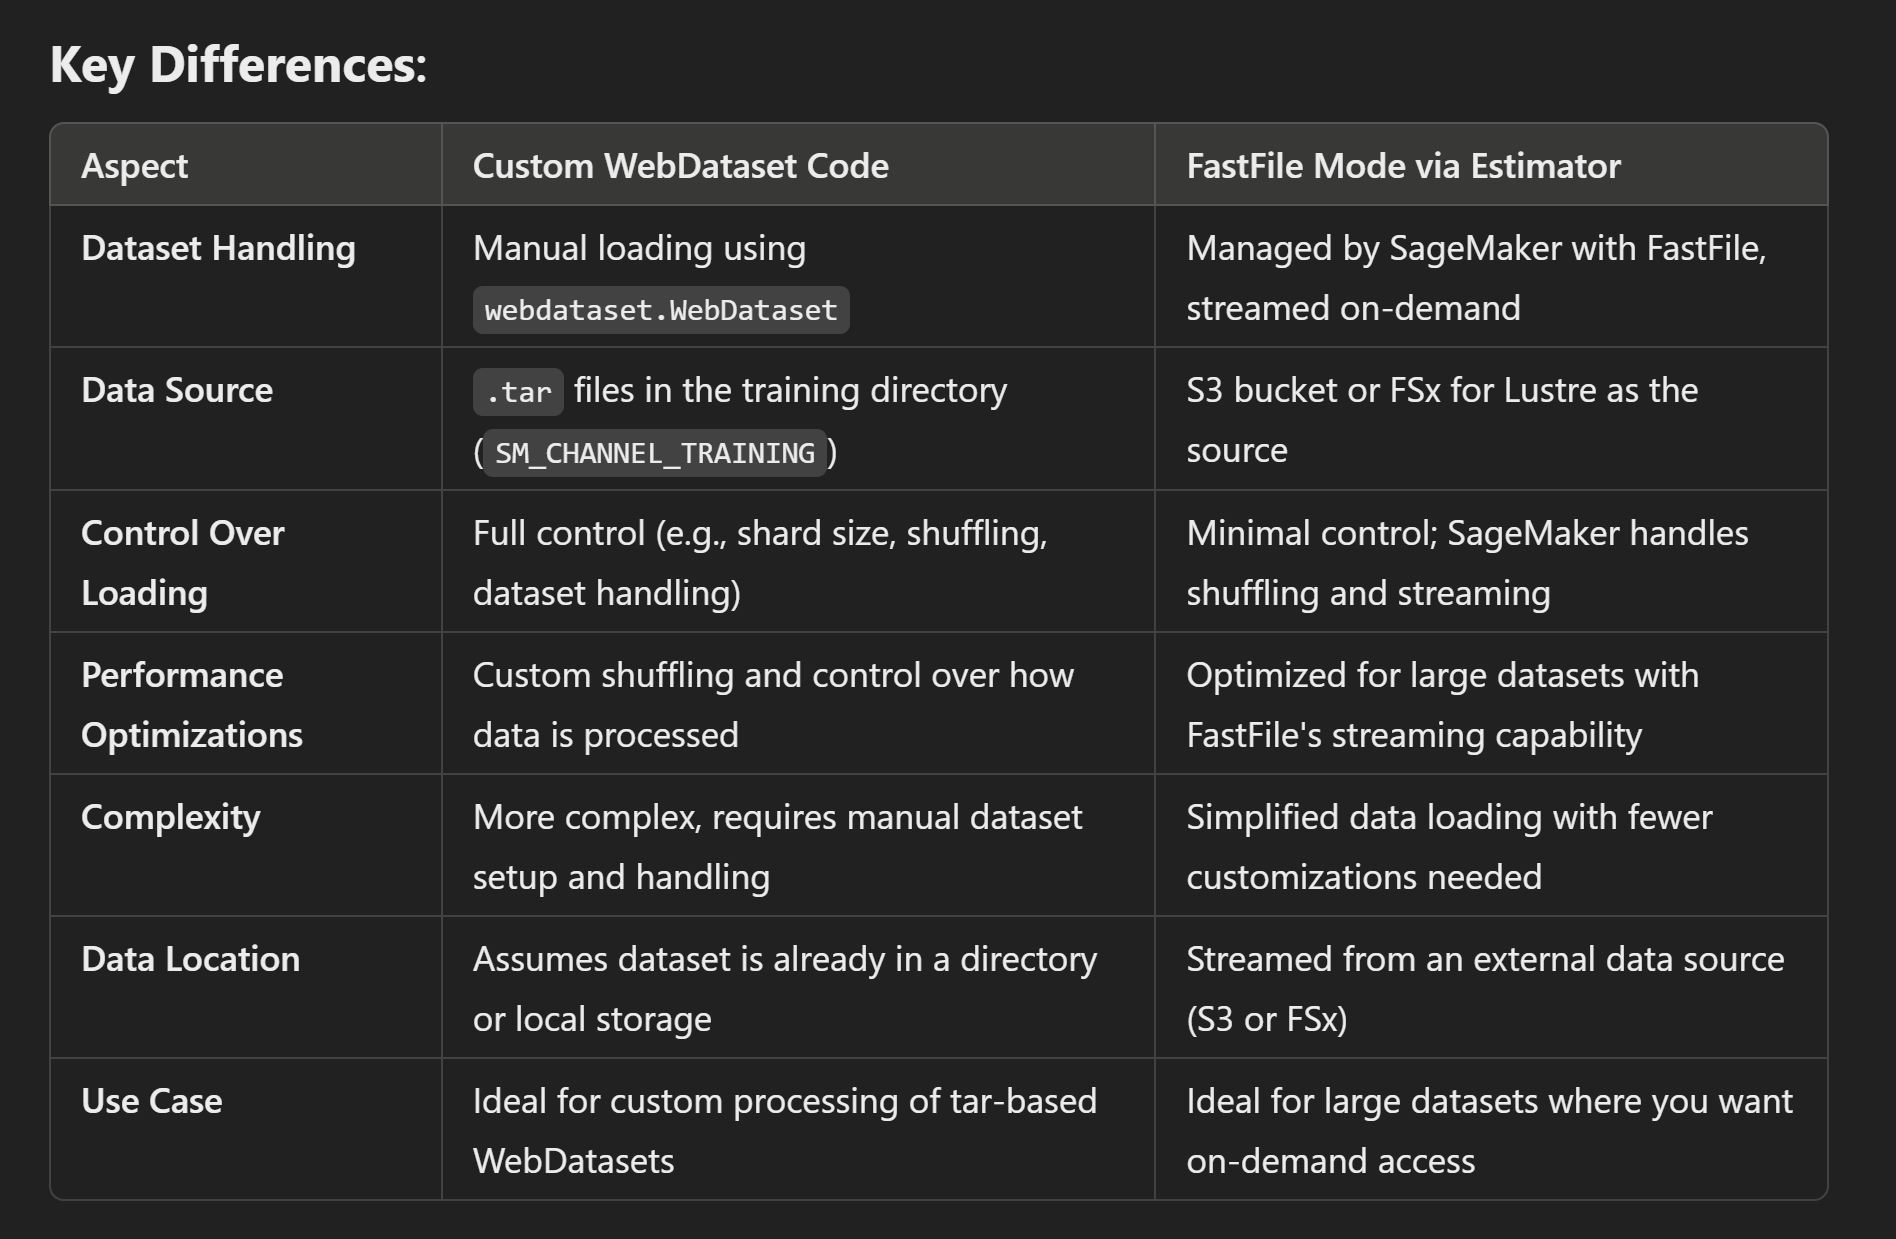 Key Differences:
Aspect
Custom WebDataset Code
FastFile Mode via Estimator
Dataset Handling
Manual loading using
webdataset.WebDataset
Managed by SageMaker with FastFile,
streamed on-demand
Data Source
.tar files in the training directory
(SM_CHANNEL_TRAINING)
S3 bucket or FSx for Lustre as the
source
Control Over
Loading
Full control (e.g., shard size, shuffling,
dataset handling)
Minimal control; SageMaker handles
shuffling and streaming
Performance
Optimizations
Custom shuffling and control over how
data is processed
Optimized for large datasets with
FastFile's streaming capability
Complexity
More complex, requires manual dataset
setup and handling
Simplified data loading with fewer
customizations needed
Data Location
Assumes dataset is already in a directory
or local storage
Streamed from an external data source
(S3 or FSx)
Use Case
Ideal for custom processing of tar-based
WebDatasets
Ideal for large datasets where you want
on-demand access